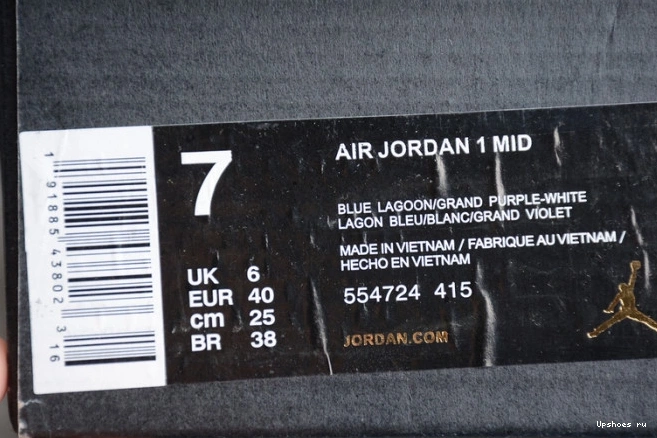 1 91885 43802 3 16
7
UK 6
EUR 40
cm 25
BR 38
AIR JORDAN 1 MID
BLUE LAGOON/GRAND PURPLE-WHITE
LAGON BLEU/BLANC/GRAND VIOLET
MADE IN VIETNAM / FABRIQUE AU VIETNAM /
HECHO EN VIETNAM
554724 415
JORDAN.COM
Upshoes ru